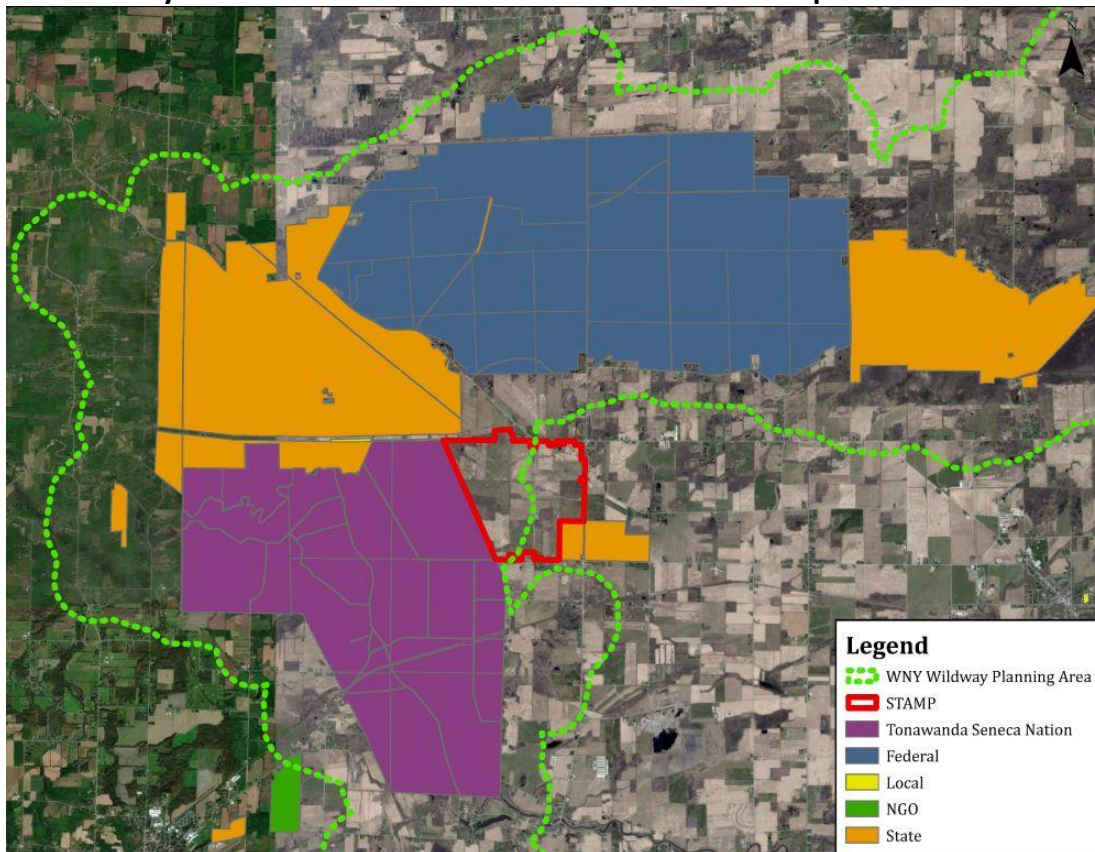 N
Legend
WNY Wildway Planning Area
STAMP
Tonawanda Seneca Nation
Federal
Local
NGO
State